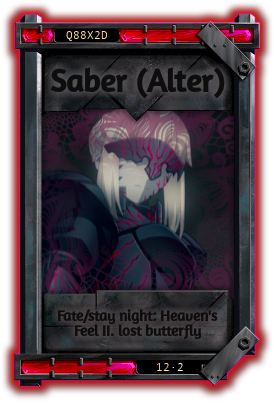 Q88X2D
Saber (Alter)
Fate/stay night: Heaven's
Feel II. lost butterfly
12·2